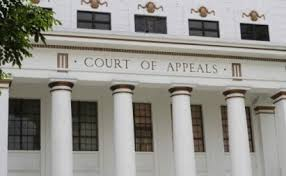 · COURT OF APPEALS ·